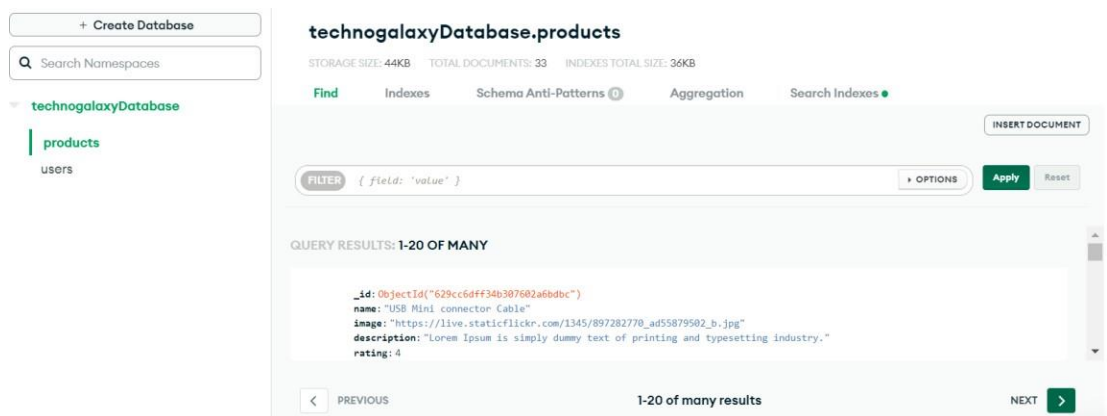 + Create Database
Search Namespaces
technogalaxyDatabase
products
users
technogalaxyDatabase.products
STORAGE SIZE: 44KB TOTAL DOCUMENTS: 33 INDEXES TOTAL SIZE: 36KB
Find Indexes Schema Anti-Patterns 0 Aggregation Search Indexes
INSERT DOCUMENT
FILTER { field: 'value' } OPTIONS Apply Reset
QUERY RESULTS: 1-20 OF MANY
_id: ObjectId("629cc6dff34b307602a6bdbc")
name: "USB Mini connector Cable"
image: "https://live.staticflickr.com/1345/897282770_ad55879502_b.jpg"
description: "Lorem Ipsum is simply dummy text of printing and typesetting industry."
rating: 4
PREVIOUS 1-20 of many results NEXT